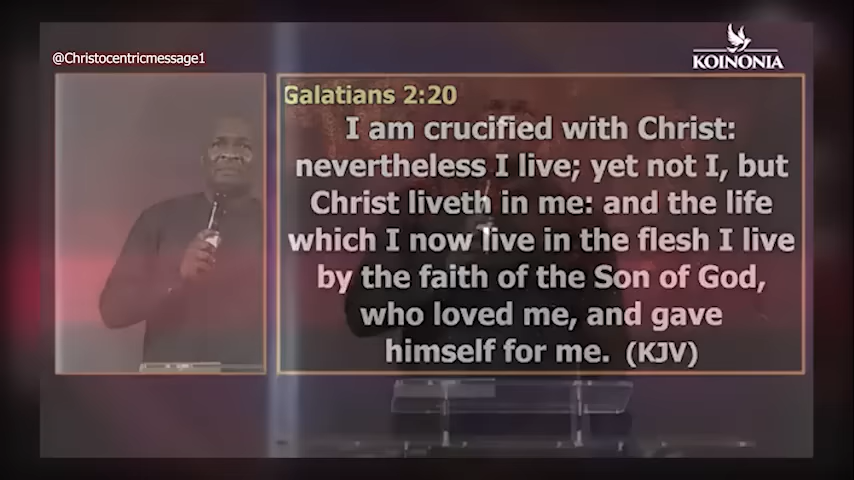 @Christocentricmessage1
KOINONIA
Galatians 2:20
I am crucified with Christ:
nevertheless I live; yet not I, but
Christ liveth in me: and the life
which I now live in the flesh I live
by the faith of the Son of God,
who loved me, and gave
himself for me. (KJV)